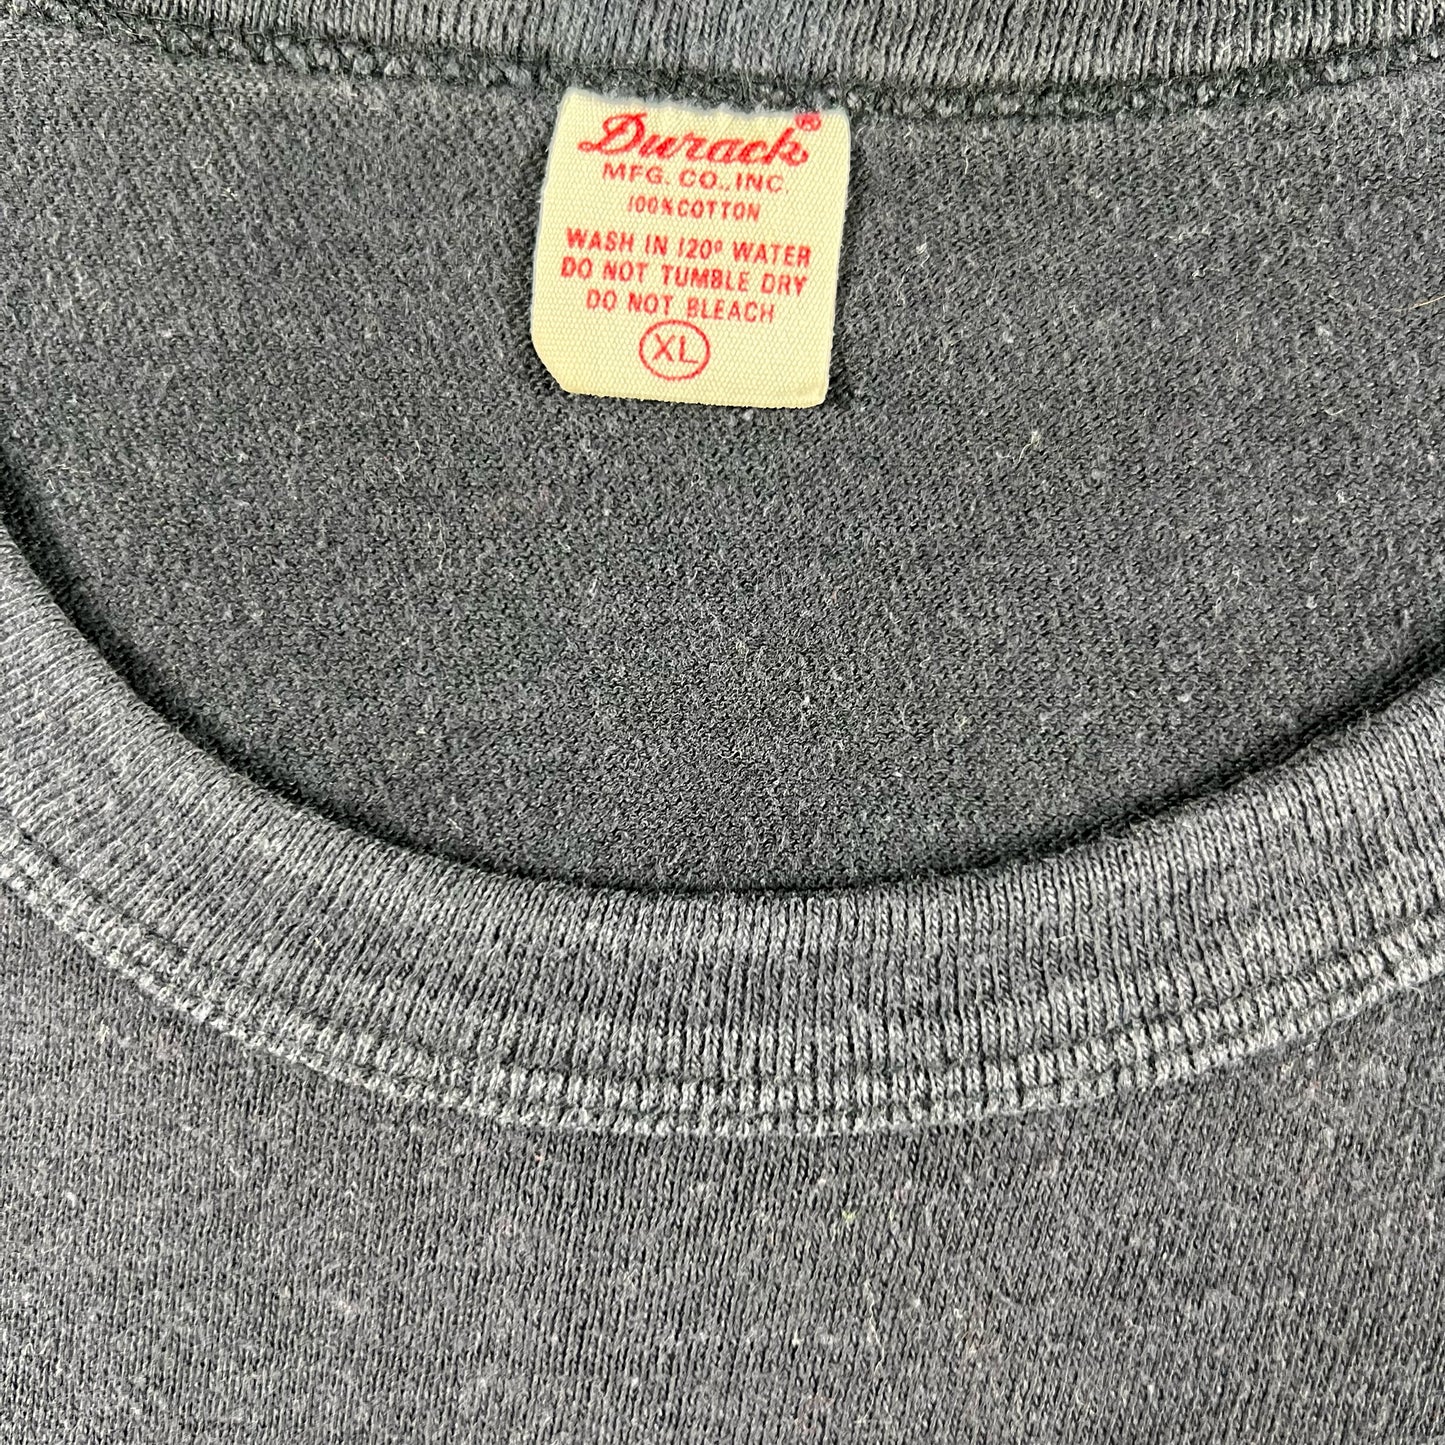 Durack®
MFG. CO., INC.
100% COTTON
WASH IN 120° WATER
DO NOT TUMBLE DRY
DO NOT BLEACH
XL